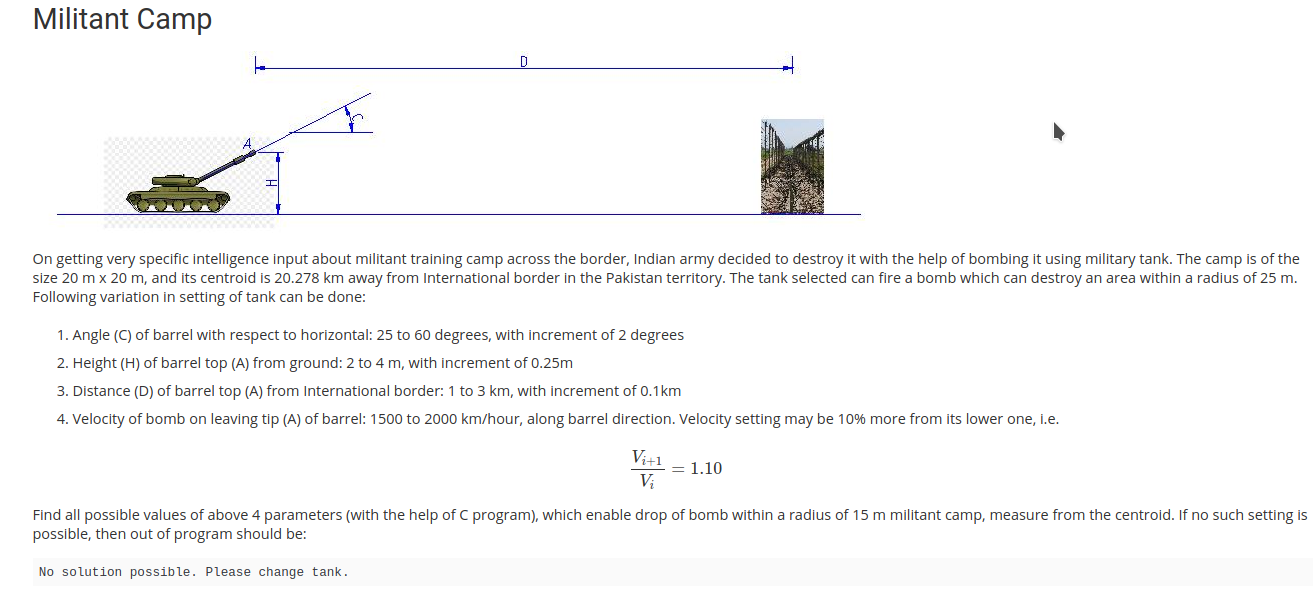 Militant Camp
D
C
A
H
On getting very specific intelligence input about militant training camp across the border, Indian army decided to destroy it with the help of bombing it using military tank. The camp is of the
size 20 m x 20 m, and its centroid is 20.278 km away from International border in the Pakistan territory. The tank selected can fire a bomb which can destroy an area within a radius of 25 m.
Following variation in setting of tank can be done:
1. Angle (C) of barrel with respect to horizontal: 25 to 60 degrees, with increment of 2 degrees
2. Height (H) of barrel top (A) from ground: 2 to 4 m, with increment of 0.25m
3. Distance (D) of barrel top (A) from International border: 1 to 3 km, with increment of 0.1km
4. Velocity of bomb on leaving tip (A) of barrel: 1500 to 2000 km/hour, along barrel direction. Velocity setting may be 10% more from its lower one, i.e.
V_{i+1}/V_i = 1.10
Find all possible values of above 4 parameters (with the help of C program), which enable drop of bomb within a radius of 15 m militant camp, measure from the centroid. If no such setting is
possible, then out of program should be:
No solution possible. Please change tank.